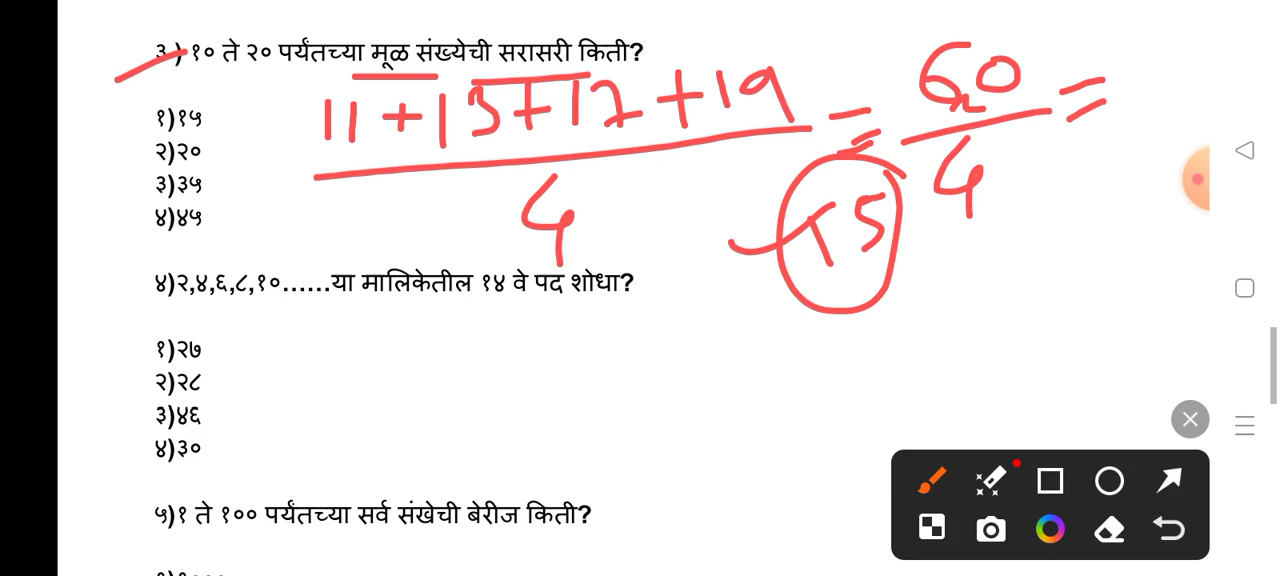 ३) १० ते २० पर्यंतच्या मूळ संख्येची सरासरी किती?
11 + 13 + 17 + 19 = 60 =
4 4
१)१५
२)२०
३)३५
४)४५
15
४)२,४,६,८,१०......या मालिकेतील १४ वे पद शोधा?
१)२७
२)२८
३)४६
४)३०
५)१ ते १०० पर्यंतच्या सर्व संखेची बेरीज किती?